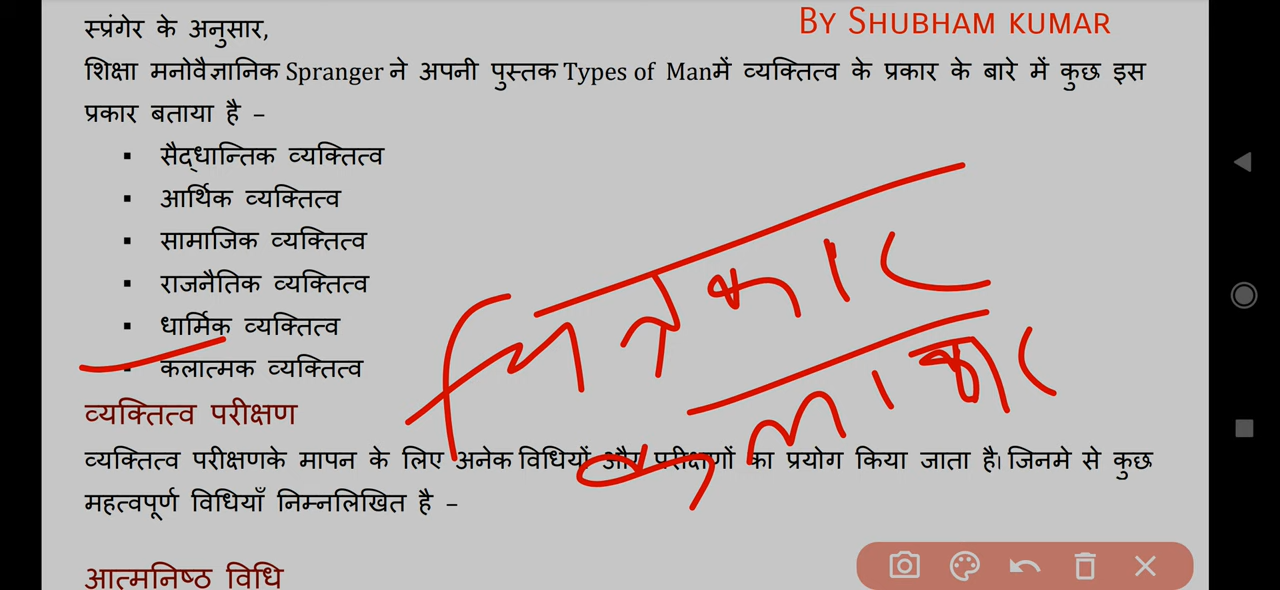 स्प्रंगेर के अनुसार,
BY SHUBHAM KUMAR
शिक्षा मनोवैज्ञानिक Spranger ने अपनी पुस्तक Types of Manमें व्यक्तित्व के प्रकार के बारे में कुछ इस
प्रकार बताया है –
▪ सैद्धान्तिक व्यक्तित्व
▪ आर्थिक व्यक्तित्व
▪ सामाजिक व्यक्तित्व
▪ राजनैतिक व्यक्तित्व
▪ धार्मिक व्यक्तित्व
▪ कलात्मक व्यक्तित्व
व्यक्तित्व परीक्षण
व्यक्तित्व परीक्षणके मापन के लिए अनेक विधियों और परीक्षणों का प्रयोग किया जाता है। जिनमे से कुछ
महत्वपूर्ण विधियाँ निम्नलिखित है –
आत्मनिष्ठ विधि